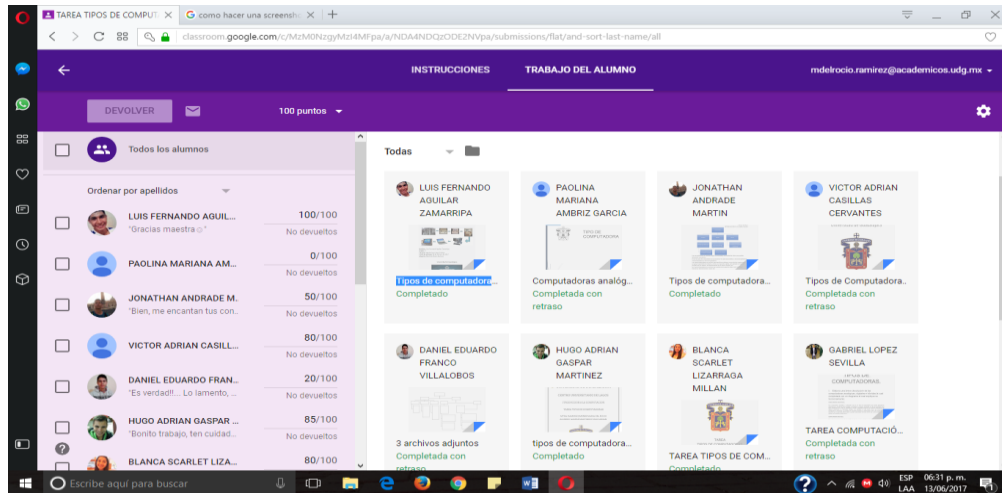 TAREA TIPOS DE COMPUT
como hacer una screensh
classroom.google.com/c/MzM0NzgyMzI4MFpa/a/NDA4NDQzODE2NVpa/submissions/flat/and-sort-last-name/all
INSTRUCCIONES
TRABAJO DEL ALUMNO
mdelrocio.ramirez@academicos.udg.mx
DEVOLVER
100 puntos
Todos los alumnos
Ordenar por apellidos
LUIS FERNANDO AGUIL...
100/100
"Gracias maestra☺"
No devueltos
PAOLINA MARIANA AM...
0/100
No devueltos
JONATHAN ANDRADE M.
50/100
"Bien, me encantan tus con..
No devueltos
VICTOR ADRIAN CASILL...
80/100
No devueltos
DANIEL EDUARDO FRAN..
20/100
"Es verdad!!... Lo lamento, ...
No devueltos
HUGO ADRIAN GASPAR ...
85/100
"Bonito trabajo, ten cuidad...
No devueltos
BLANCA SCARLET LIZA...
80/100
Todas
LUIS FERNANDO
AGUILAR
ZAMARRIPA
Tipos de computadora...
Completado
PAOLINA
MARIANA
AMBRIZ GARCIA
TIPO DE
COMPUTADORA
Computadoras analóg...
Completada con
retraso
JONATHAN
ANDRADE
MARTIN
Tipos de computadora...
Completado
VICTOR ADRIAN
CASILLAS
CERVANTES
Tipos de Computadora..
Completada con
retraso
DANIEL EDUARDO
FRANCO
VILLALOBOS
3 archivos adjuntos
Completada con
retraso
HUGO ADRIAN
GASPAR
MARTINEZ
tipos de computadora...
Completado
BLANCA
SCARLET
LIZARRAGA
MILLAN
TAREA TIPOS DE COM...
Completado
GABRIEL LOPEZ
SEVILLA
TIPOS DE
COMPUTADORAS.
TAREA COMPUTACIÓ...
Completada con
retraso
Escribe aquí para buscar
ESP
LAA
06:31 p. m.
13/06/2017